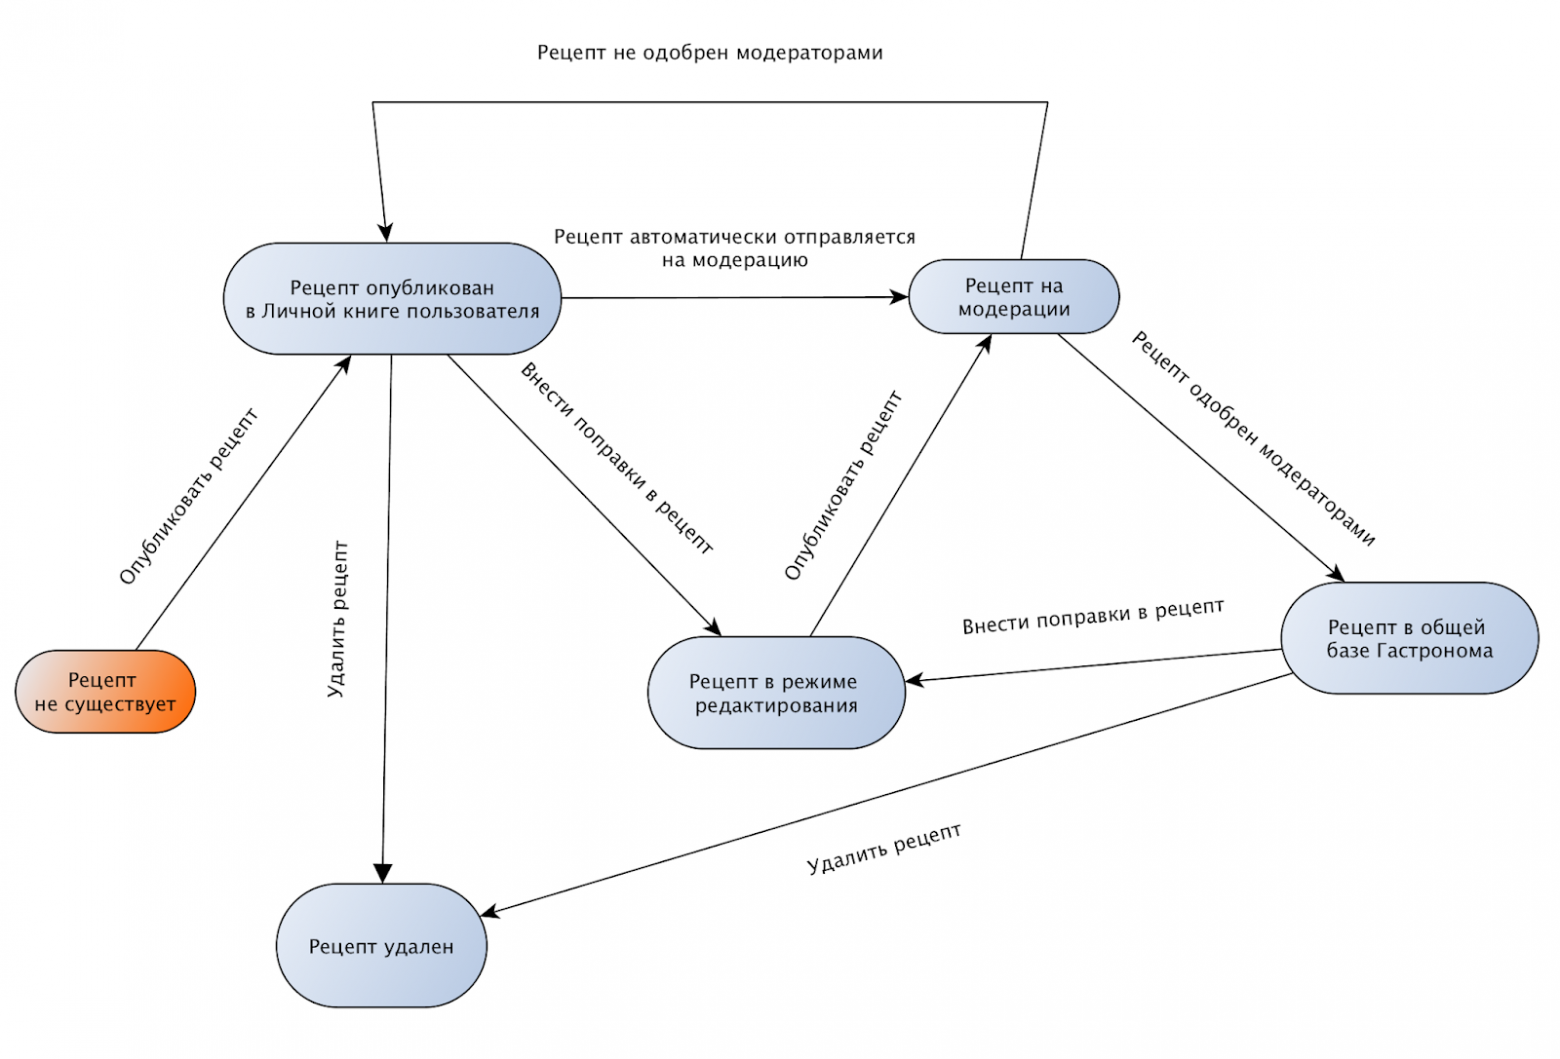 Рецепт не одобрен модераторами
Рецепт автоматически отправляется
на модерацию
Рецепт опубликован
в Личной книге пользователя
Рецепт на
модерации
Рецепт одобрен модераторами
Внести поправки в рецепт
Опубликовать рецепт
Опубликовать рецепт
Удалить рецепт
Внести поправки в рецепт
Рецепт в общей
базе Гастронома
Рецепт
не существует
Рецепт в режиме
редактирования
Удалить рецепт
Рецепт удален